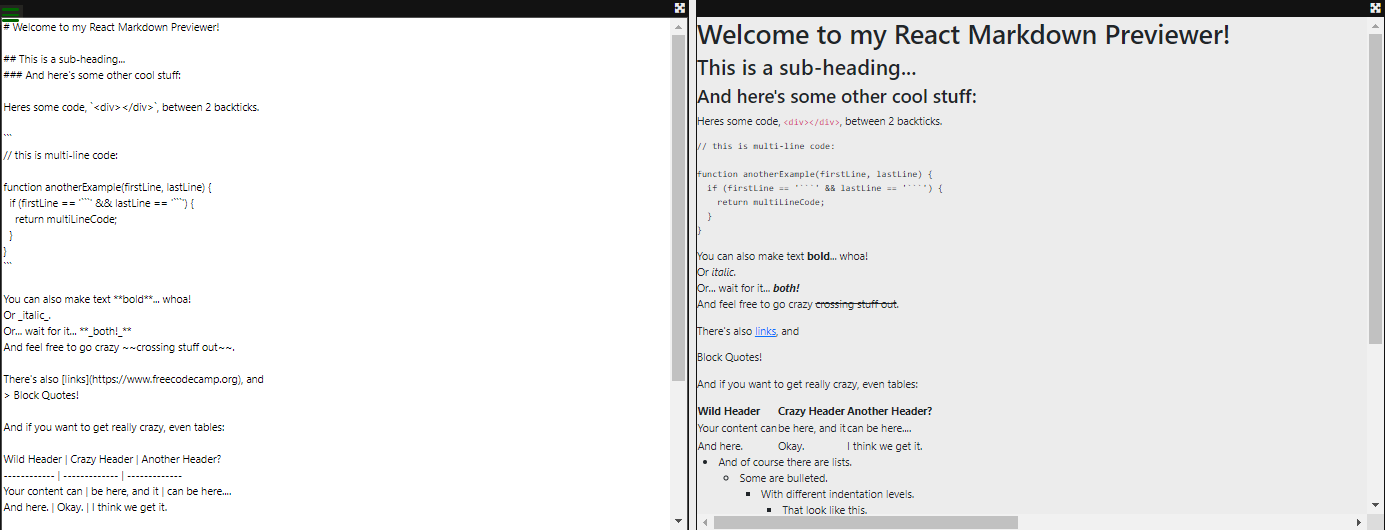 # Welcome to my React Markdown Previewer!
## This is a sub-heading...
### And here's some other cool stuff:
Heres some code, `<div></div>`, between 2 backticks.
```
// this is multi-line code:
function anotherExample(firstLine, lastLine) {
  if (firstLine == '```' && lastLine == '```') {
    return multiLineCode;
  }
}
```
You can also make text **bold**... whoa!
Or _italic_.
Or... wait for it... **_both!_**
And feel free to go crazy ~~crossing stuff out~~.
There's also [links](https://www.freecodecamp.org), and
> Block Quotes!
And if you want to get really crazy, even tables:
Wild Header | Crazy Header | Another Header?
------------ | ------------- | -------------
Your content can | be here, and it | can be here....
And here. | Okay. | I think we get it.
Welcome to my React Markdown Previewer!
This is a sub-heading...
And here's some other cool stuff:
Heres some code, <div></div>, between 2 backticks.
// this is multi-line code:
function anotherExample(firstLine, lastLine) {
  if (firstLine == '```' && lastLine == '```') {
    return multiLineCode;
  }
}
You can also make text bold... whoa!
Or italic.
Or... wait for it... both!
And feel free to go crazy crossing stuff out.
There's also links, and
Block Quotes!
And if you want to get really crazy, even tables:
Wild Header Crazy Header Another Header?
Your content can be here, and it can be here....
And here. Okay. I think we get it.
• And of course there are lists.
○ Some are bulleted.
▪ With different indentation levels.
▪ That look like this.